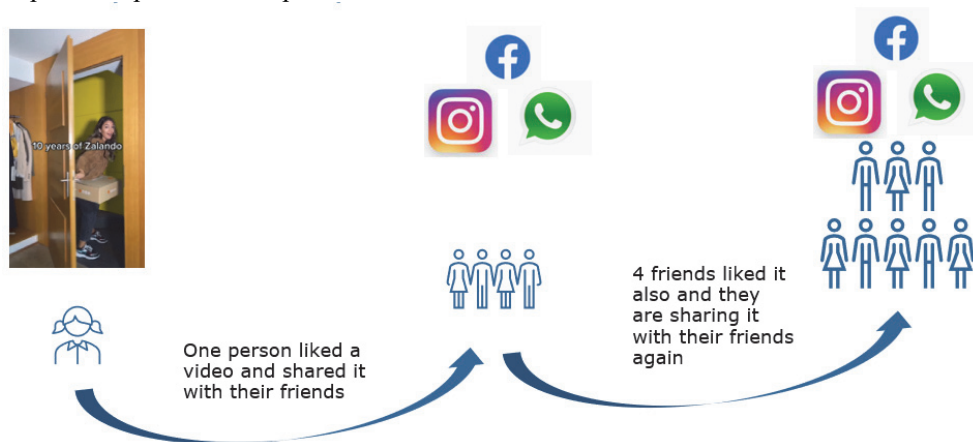 10 years of Zalando
One person liked a
video and shared it
with their friends
4 friends liked it
also and they
are sharing it
with their friends
again